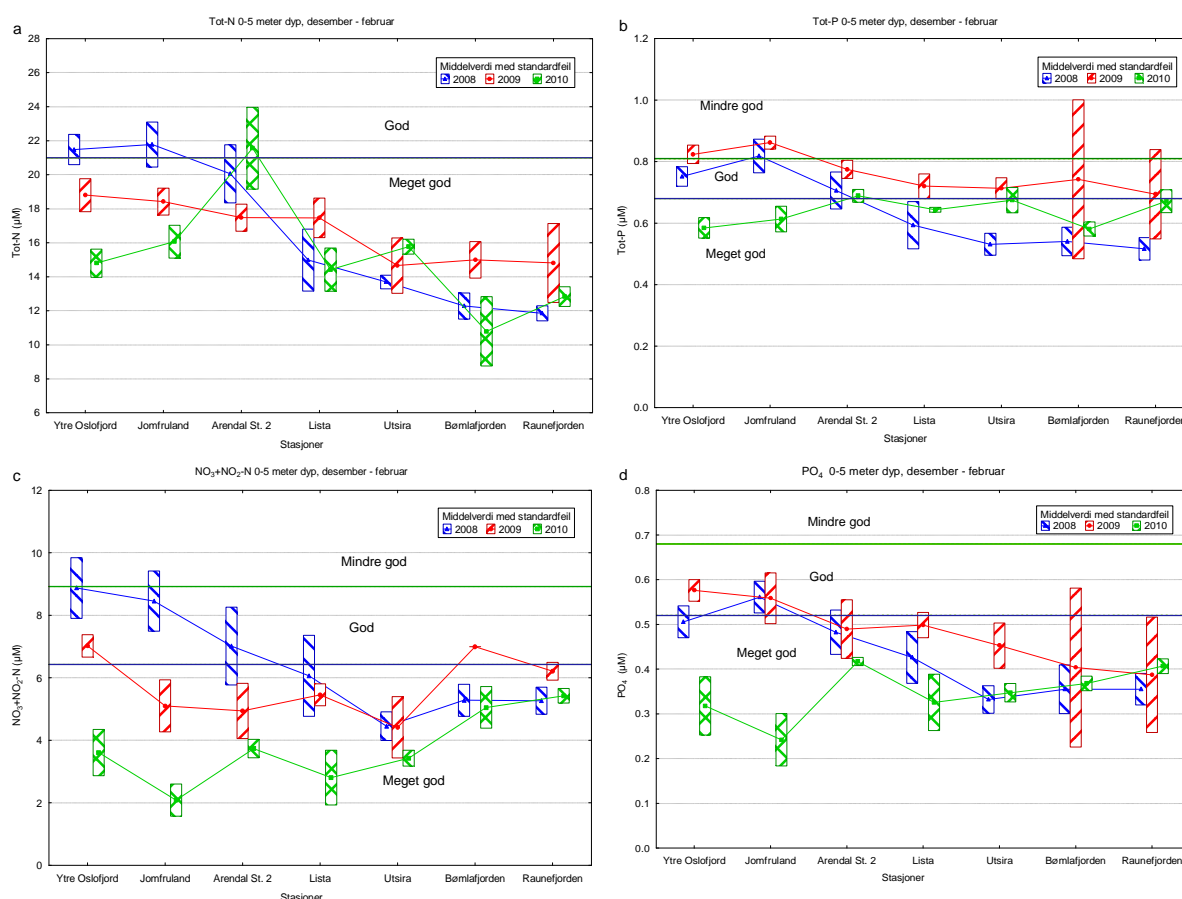 a
Tot-N 0-5 meter dyp, desember - februar
28
26
24
22
20
18
16
14
12
10
8
6
Tot-N (µM)
Middelverdi med standardfeil
2008 2009 2010
God
Meget god
Ytre Oslofjord Jomfruland Arendal St. 2 Lista Utsira Bømlafjorden Raunefjorden
Stasjoner
b
Tot-P 0-5 meter dyp, desember - februar
1.2
1.0
0.8
0.6
0.4
0.2
0.0
Tot-P (µM)
Middelverdi med standardfeil
2008 2009 2010
Mindre god
God
Meget god
Ytre Oslofjord Jomfruland Arendal St. 2 Lista Utsira Bømlafjorden Raunefjorden
Stasjoner
c
NO₃+NO₂-N 0-5 meter dyp, desember - februar
12
10
8
6
4
2
0
NO₃+NO₂-N (µM)
Middelverdi med standardfeil
2008 2009 2010
Mindre god
God
Meget god
Ytre Oslofjord Jomfruland Arendal St. 2 Lista Utsira Bømlafjorden Raunefjorden
Stasjoner
d
PO₄ 0-5 meter dyp, desember - februar
0.8
0.7
0.6
0.5
0.4
0.3
0.2
0.1
0.0
PO₄ (µM)
Middelverdi med standardfeil
2008 2009 2010
Mindre god
God
Meget god
Ytre Oslofjord Jomfruland Arendal St. 2 Lista Utsira Bømlafjorden Raunefjorden
Stasjoner